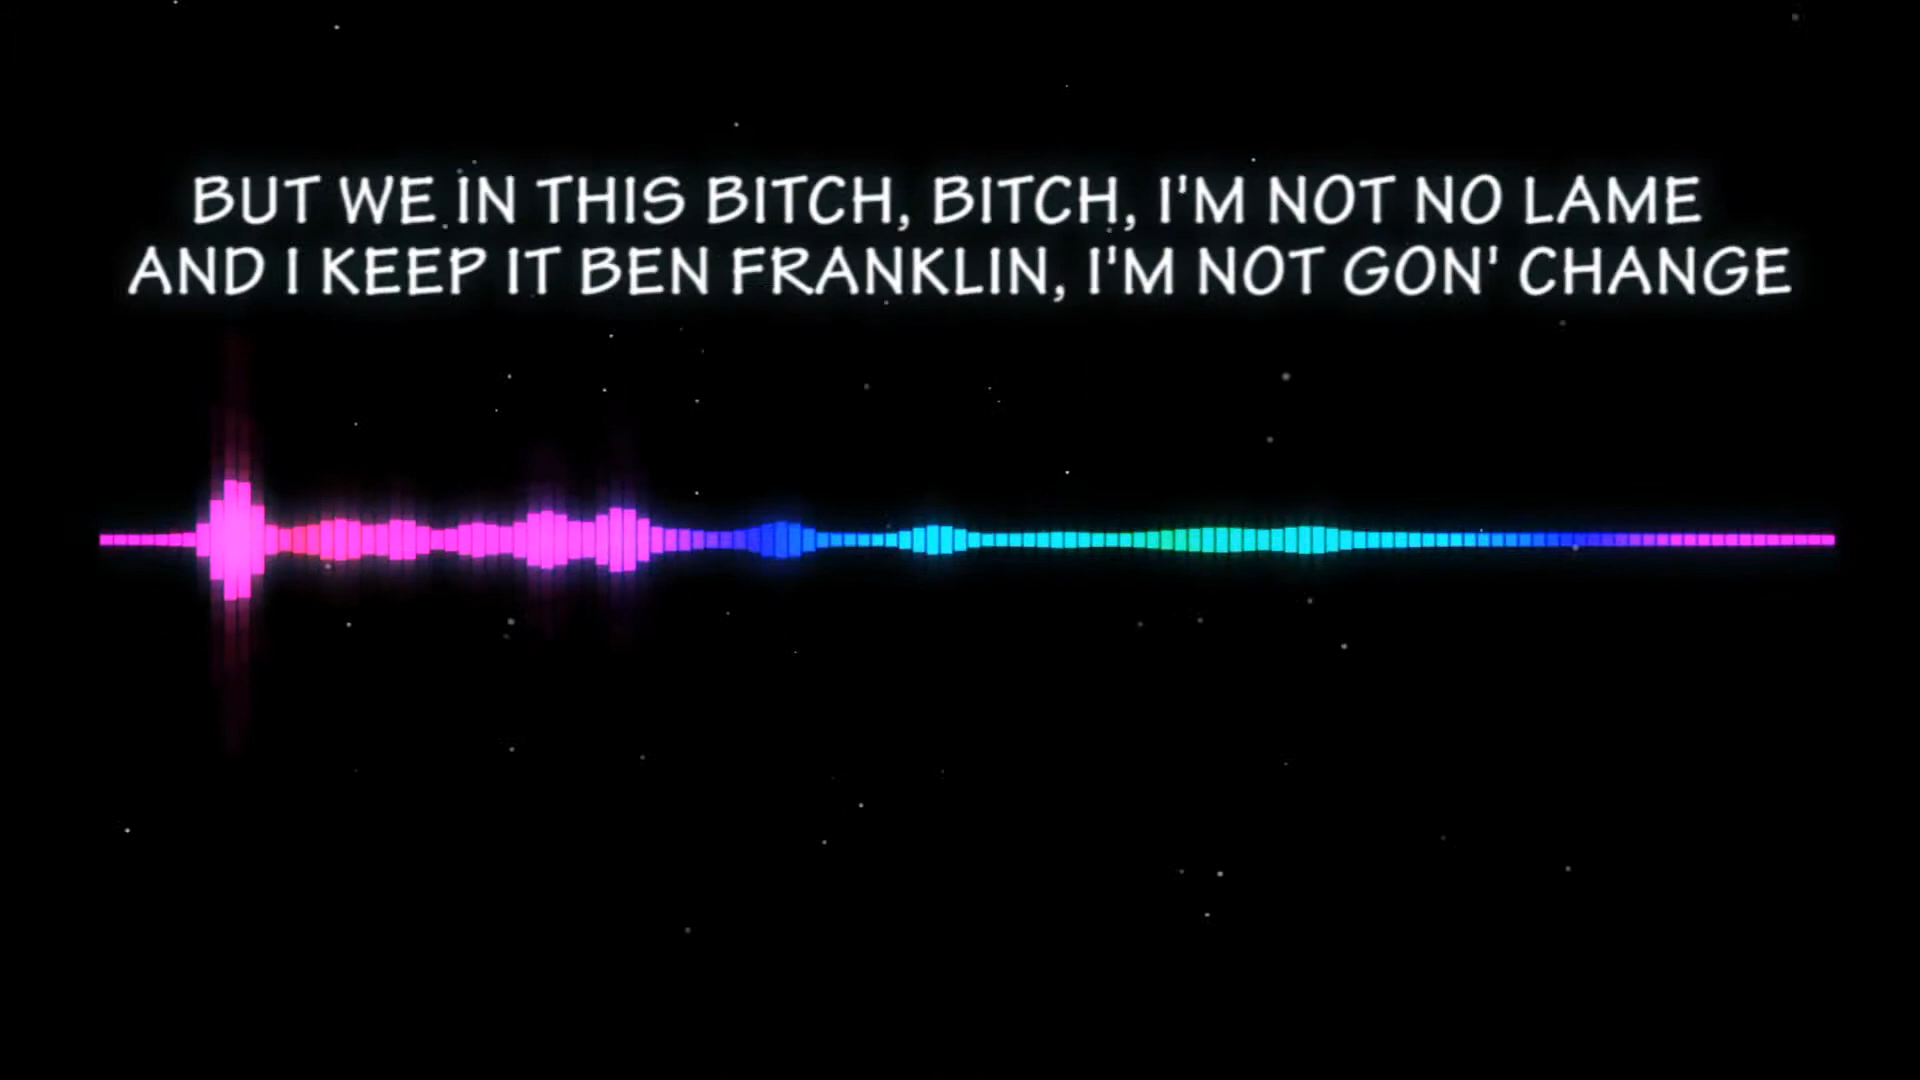 BUT WE IN THIS BITCH, BITCH, I'M NOT NO LAME
AND I KEEP IT BEN FRANKLIN, I'M NOT GON' CHANGE